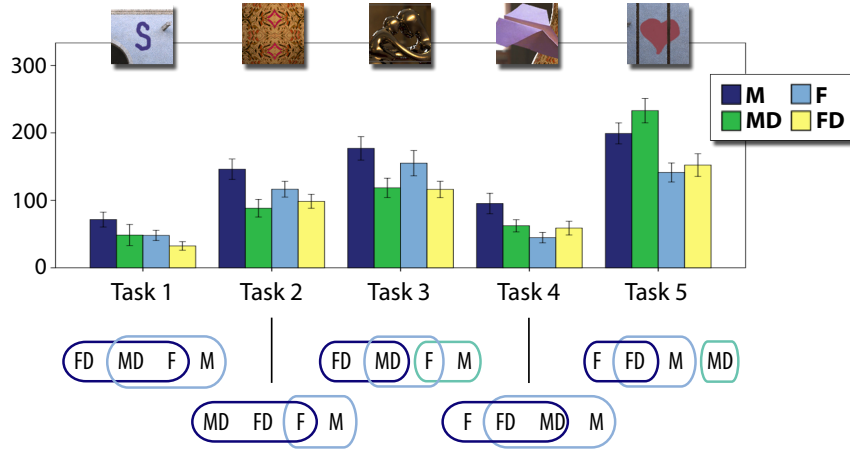 S
300
200
100
0
M F
MD FD
Task 1 Task 2 Task 3 Task 4 Task 5
FD MD F M
FD MD F M
F FD M MD
MD FD F M
F FD MD M